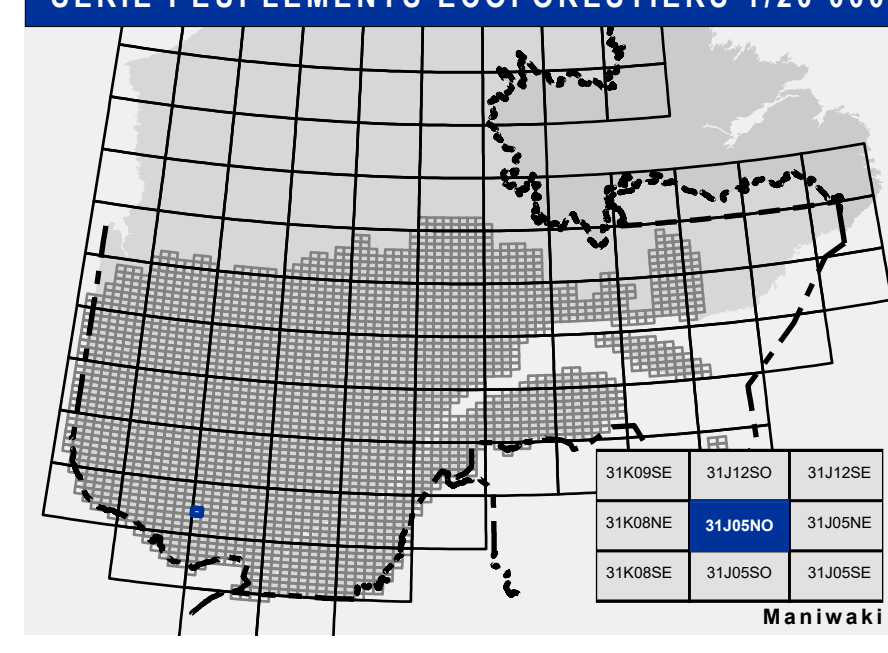 SÉRIE PEUPLEMENTS ÉCOFORESTIERS 1/20 000
31K09SE 31J12SO 31J12SE
31K08NE 31J05NO 31J05NE
31K08SE 31J05SO 31J05SE
Maniwaki